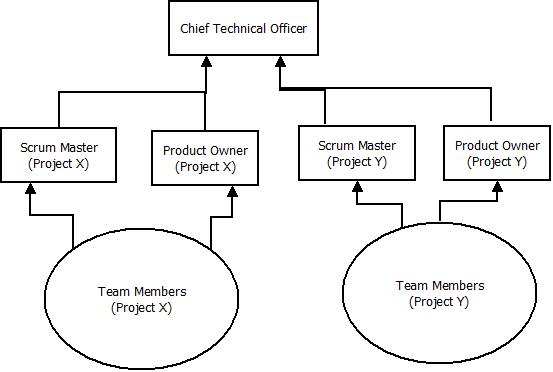 Chief Technical Officer
Scrum Master
(Project X)
Product Owner
(Project X)
Scrum Master
(Project Y)
Product Owner
(Project Y)
Team Members
(Project X)
Team Members
(Project Y)